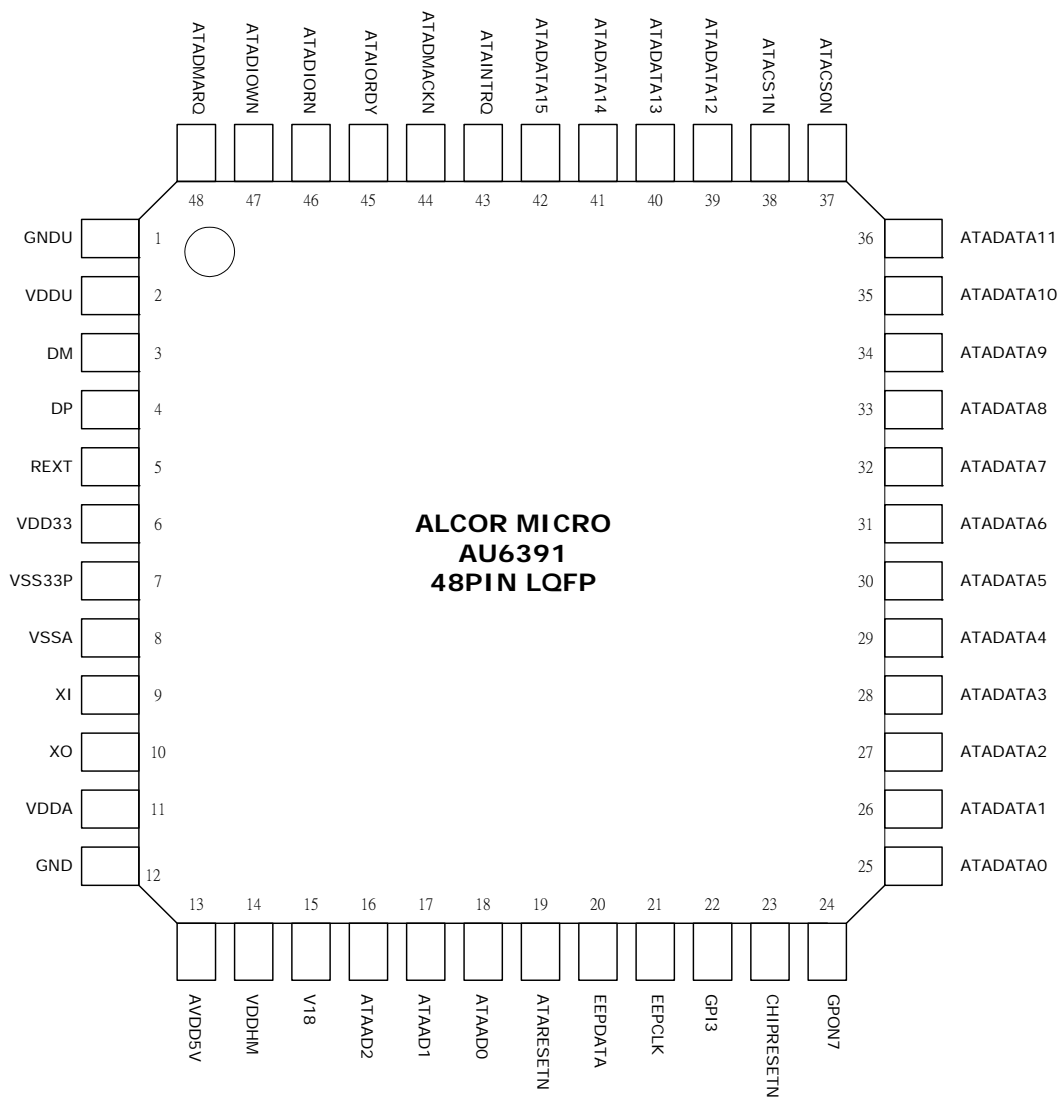 ATADMARQ
ATADIOWN
ATADIORN
ATAIORDY
ATADMACKN
ATAINTRQ
ATADATA15
ATADATA14
ATADATA13
ATADATA12
ATACS1N
ATACS0N
48 47 46 45 44 43 42 41 40 39 38 37
GNDU 1
VDDU 2
DM 3
DP 4
REXT 5
VDD33 6
VSS33P 7
VSSA 8
XI 9
XO 10
VDDA 11
GND 12
ALCOR MICRO
AU6391
48PIN LQFP
36 ATADATA11
35 ATADATA10
34 ATADATA9
33 ATADATA8
32 ATADATA7
31 ATADATA6
30 ATADATA5
29 ATADATA4
28 ATADATA3
27 ATADATA2
26 ATADATA1
25 ATADATA0
13 14 15 16 17 18 19 20 21 22 23 24
AVDD5V
VDDHM
V18
ATAAD2
ATAAD1
ATAAD0
ATARESETN
EEPDATA
EEPCLK
GPI3
CHIPRESETN
GPON7